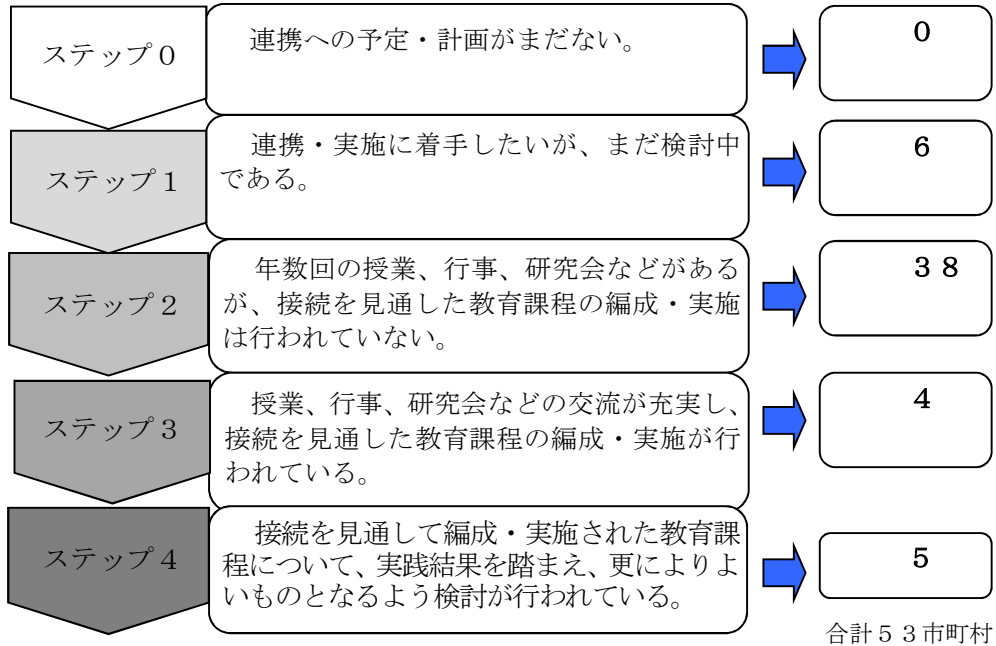 ステップ０
連携への予定・計画がまだない。
０
ステップ１
連携・実施に着手したいが、まだ検討中
である。
６
ステップ２
年数回の授業、行事、研究会などがある
が、接続を見通した教育課程の編成・実施
は行われていない。
３８
ステップ３
授業、行事、研究会などの交流が充実し、
接続を見通した教育課程の編成・実施が行
われている。
４
ステップ４
接続を見通して編成・実施された教育課
程について、実践結果を踏まえ、更によりよ
いものとなるよう検討が行われている。
５
合計５３市町村